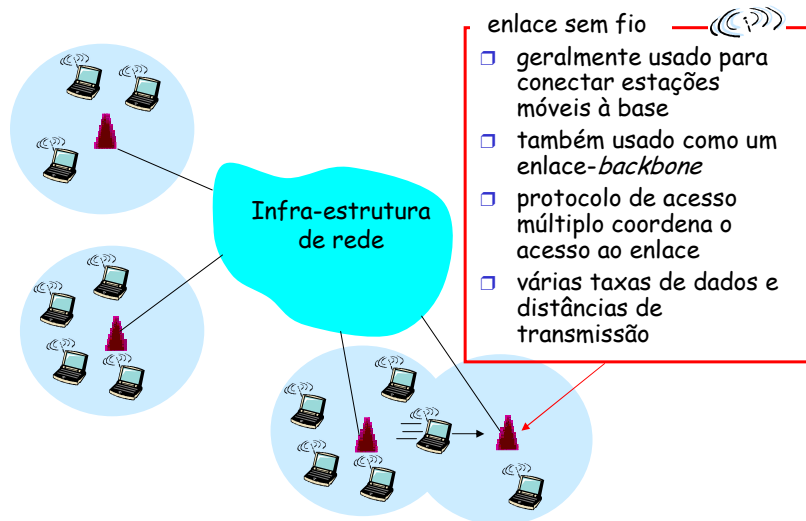 enlace sem fio
geralmente usado para
conectar estações
móveis à base
também usado como um
enlace-backbone
protocolo de acesso
múltiplo coordena o
acesso ao enlace
várias taxas de dados e
distâncias de
transmissão
Infra-estrutura
de rede